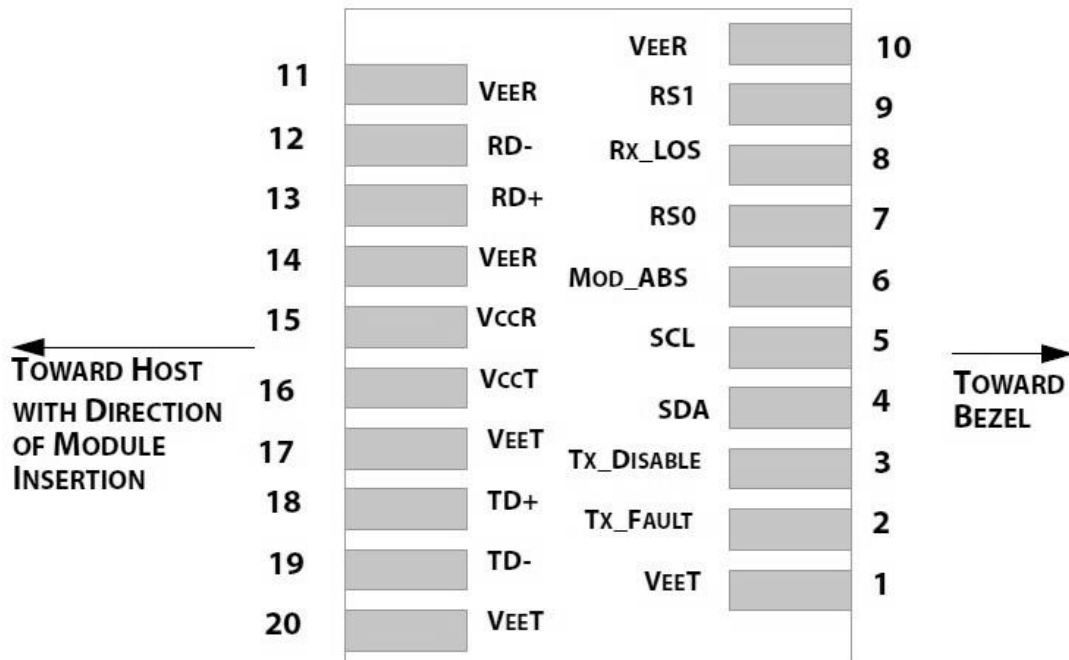 11
VEER
12
RD-
13
RD+
14
VEER
15
VCCR
16
VCCT
17
VEET
18
TD+
19
TD-
20
VEET
VEER
10
RS1
9
RX_LOS
8
RS0
7
MOD_ABS
6
SCL
5
SDA
4
TX_DISABLE
3
TX_FAULT
2
VEET
1
TOWARD HOST
WITH DIRECTION
OF MODULE
INSERTION
TOWARD
BEZEL